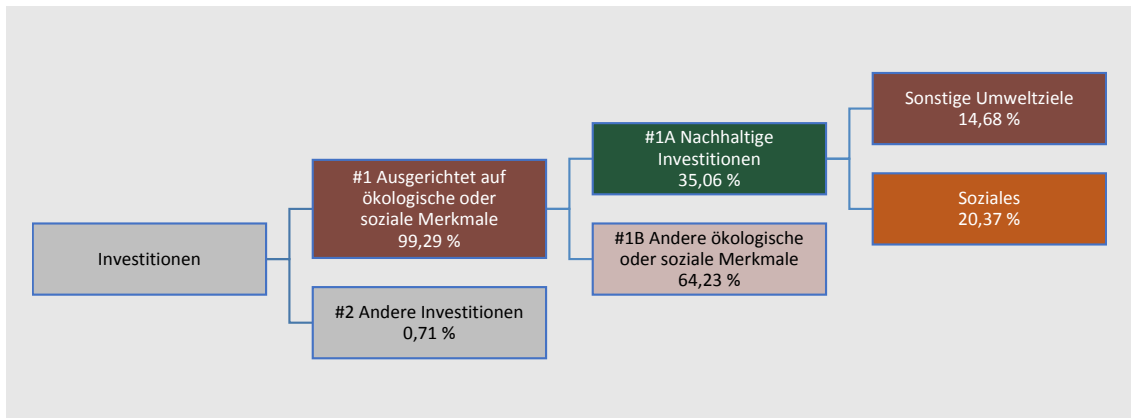 Investitionen
#1 Ausgerichtet auf
ökologische oder
soziale Merkmale
99,29 %
#2 Andere Investitionen
0,71 %
#1A Nachhaltige
Investitionen
35,06 %
#1B Andere ökologische
oder soziale Merkmale
64,23 %
Sonstige Umweltziele
14,68 %
Soziales
20,37 %